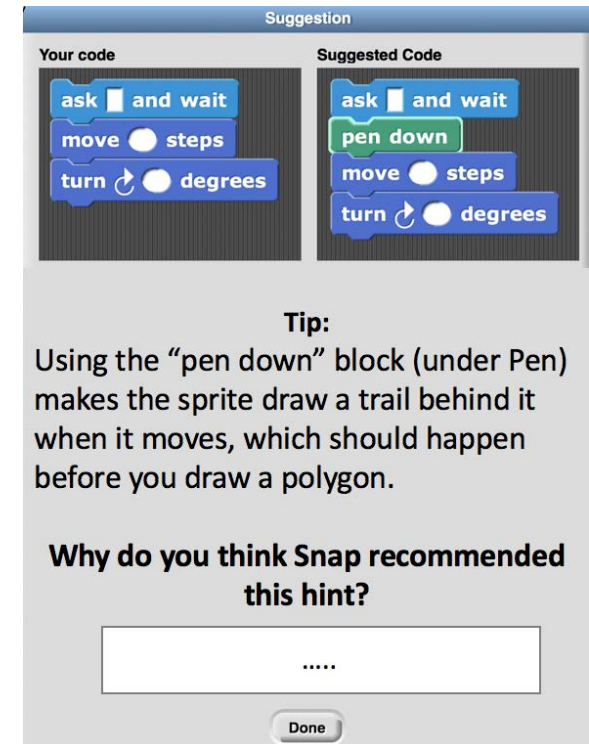 Suggestion
Your code
Suggested Code
ask and wait
move steps
turn degrees
ask and wait
pen down
move steps
turn degrees
Tip:
Using the “pen down” block (under Pen)
makes the sprite draw a trail behind it
when it moves, which should happen
before you draw a polygon.
Why do you think Snap recommended
this hint?
.....
Done